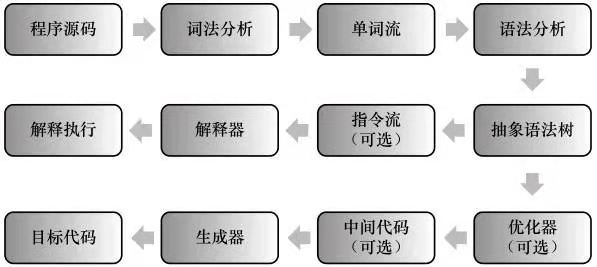 程序源码
词法分析
单词流
语法分析
解释执行
解释器
指令流
（可选）
抽象语法树
目标代码
生成器
中间代码
（可选）
优化器
（可选）